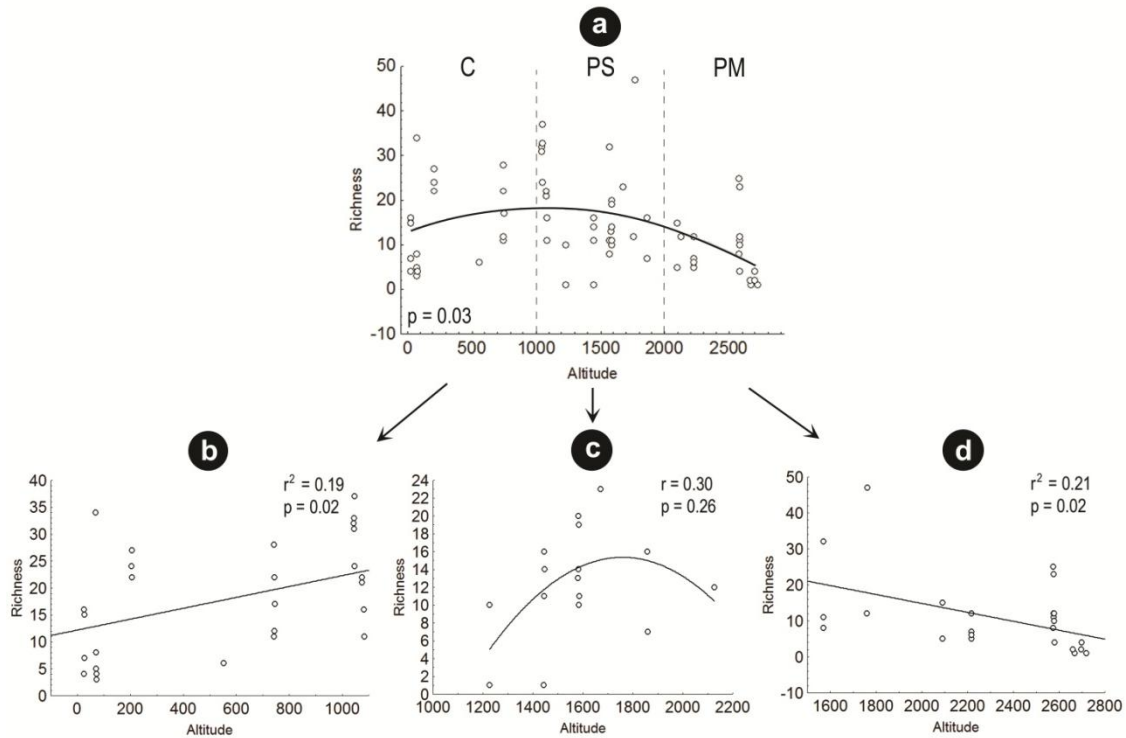 a
C PS PM
50
40
30
20
10
0
-10
Richness
p = 0.03
0 500 1000 1500 2000 2500
Altitude
b
40
35
30
25
20
15
10
5
0
Richness
r² = 0.19
p = 0.02
0 200 400 600 800 1000
Altitude
c
24
22
20
18
16
14
12
10
8
6
4
2
0
Richness
r = 0.30
p = 0.26
1000 1200 1400 1600 1800 2000 2200
Altitude
d
50
40
30
20
10
0
-10
Richness
r² = 0.21
p = 0.02
1600 1800 2000 2200 2400 2600 2800
Altitude